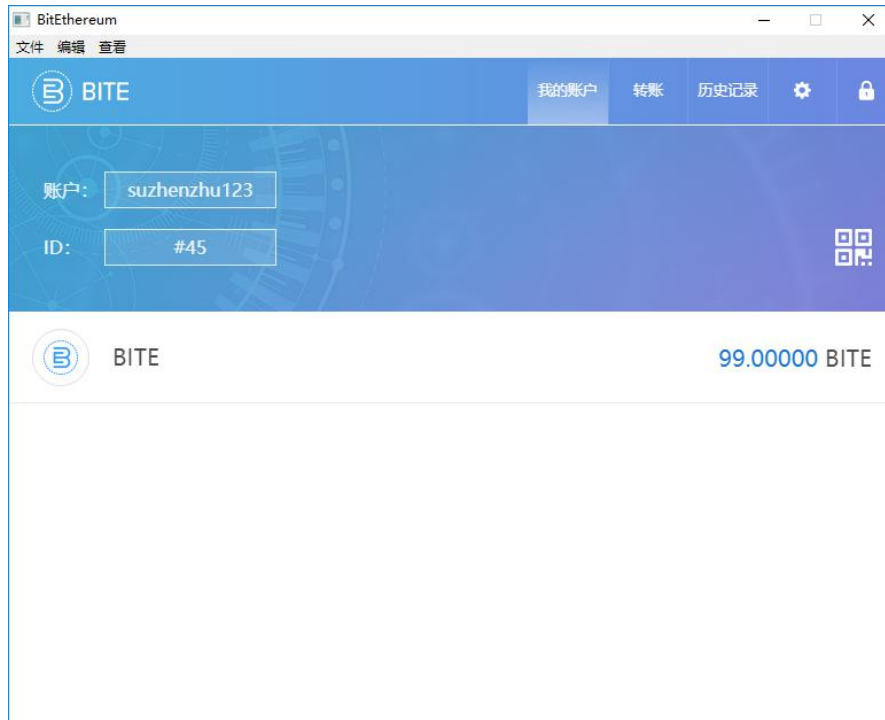 BitEthereum
文件 编辑 查看
BITE 我的账户 转账 历史记录
账户: suzhenzhu123
ID: #45
BITE 99.00000 BITE